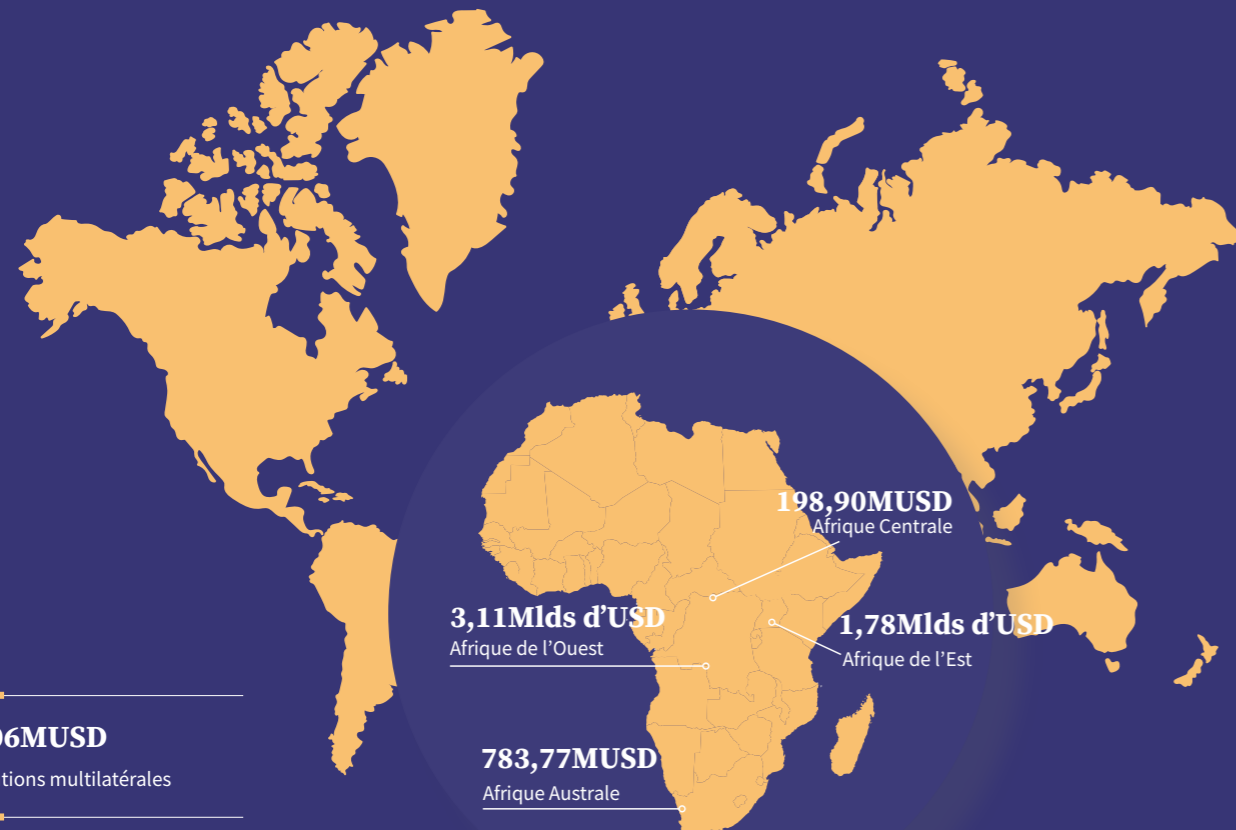 198,90MUSD
Afrique Centrale
3,11Mlds d’USD
Afrique de l’Ouest
1,78Mlds d’USD
Afrique de l’Est
6MUSD
tions multilatérales
783,77MUSD
Afrique Australe